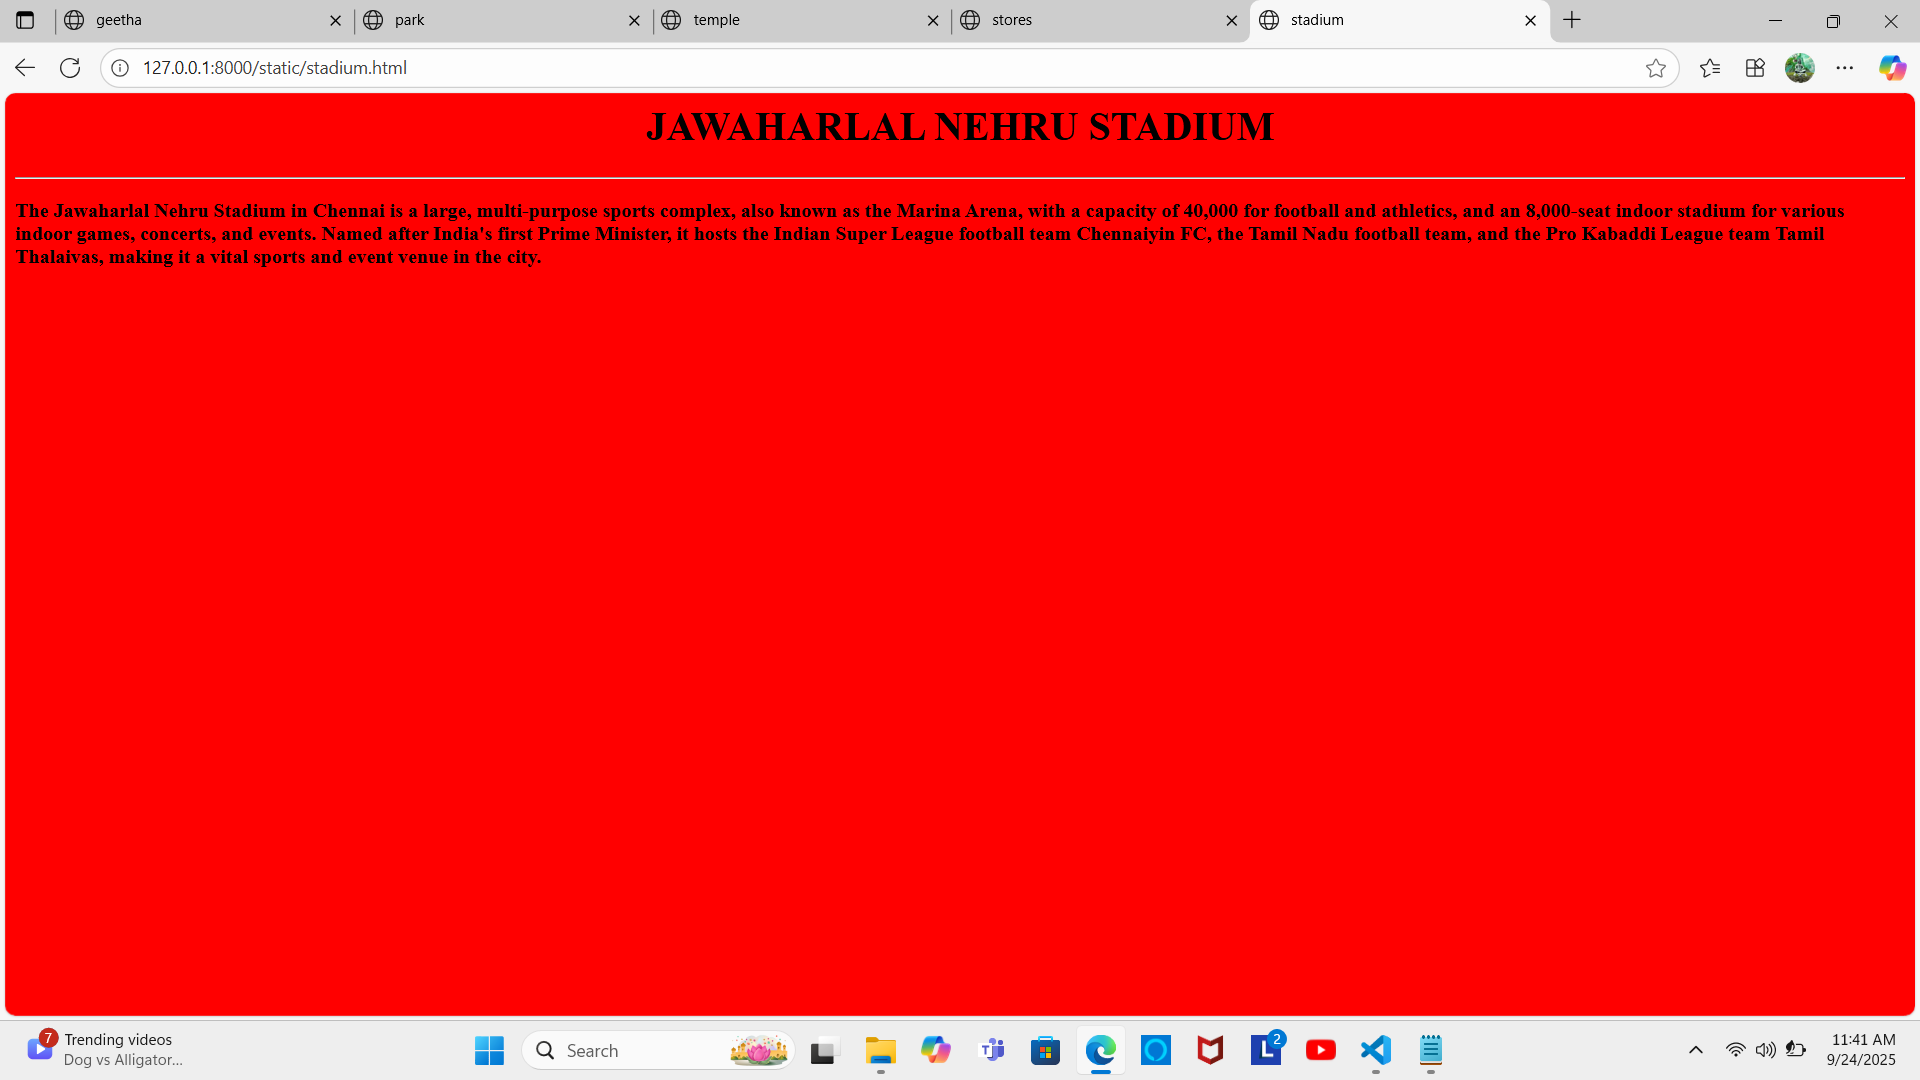 geetha
park
temple
stores
stadium
127.0.0.1:8000/static/stadium.html
JAWAHARLAL NEHRU STADIUM
The Jawaharlal Nehru Stadium in Chennai is a large, multi-purpose sports complex, also known as the Marina Arena, with a capacity of 40,000 for football and athletics, and an 8,000-seat indoor stadium for various
indoor games, concerts, and events. Named after India's first Prime Minister, it hosts the Indian Super League football team Chennaiyin FC, the Tamil Nadu football team, and the Pro Kabaddi League team Tamil
Thalaivas, making it a vital sports and event venue in the city.
7
Trending videos
Dog vs Alligator...
Search
L
2
11:41 AM
9/24/2025